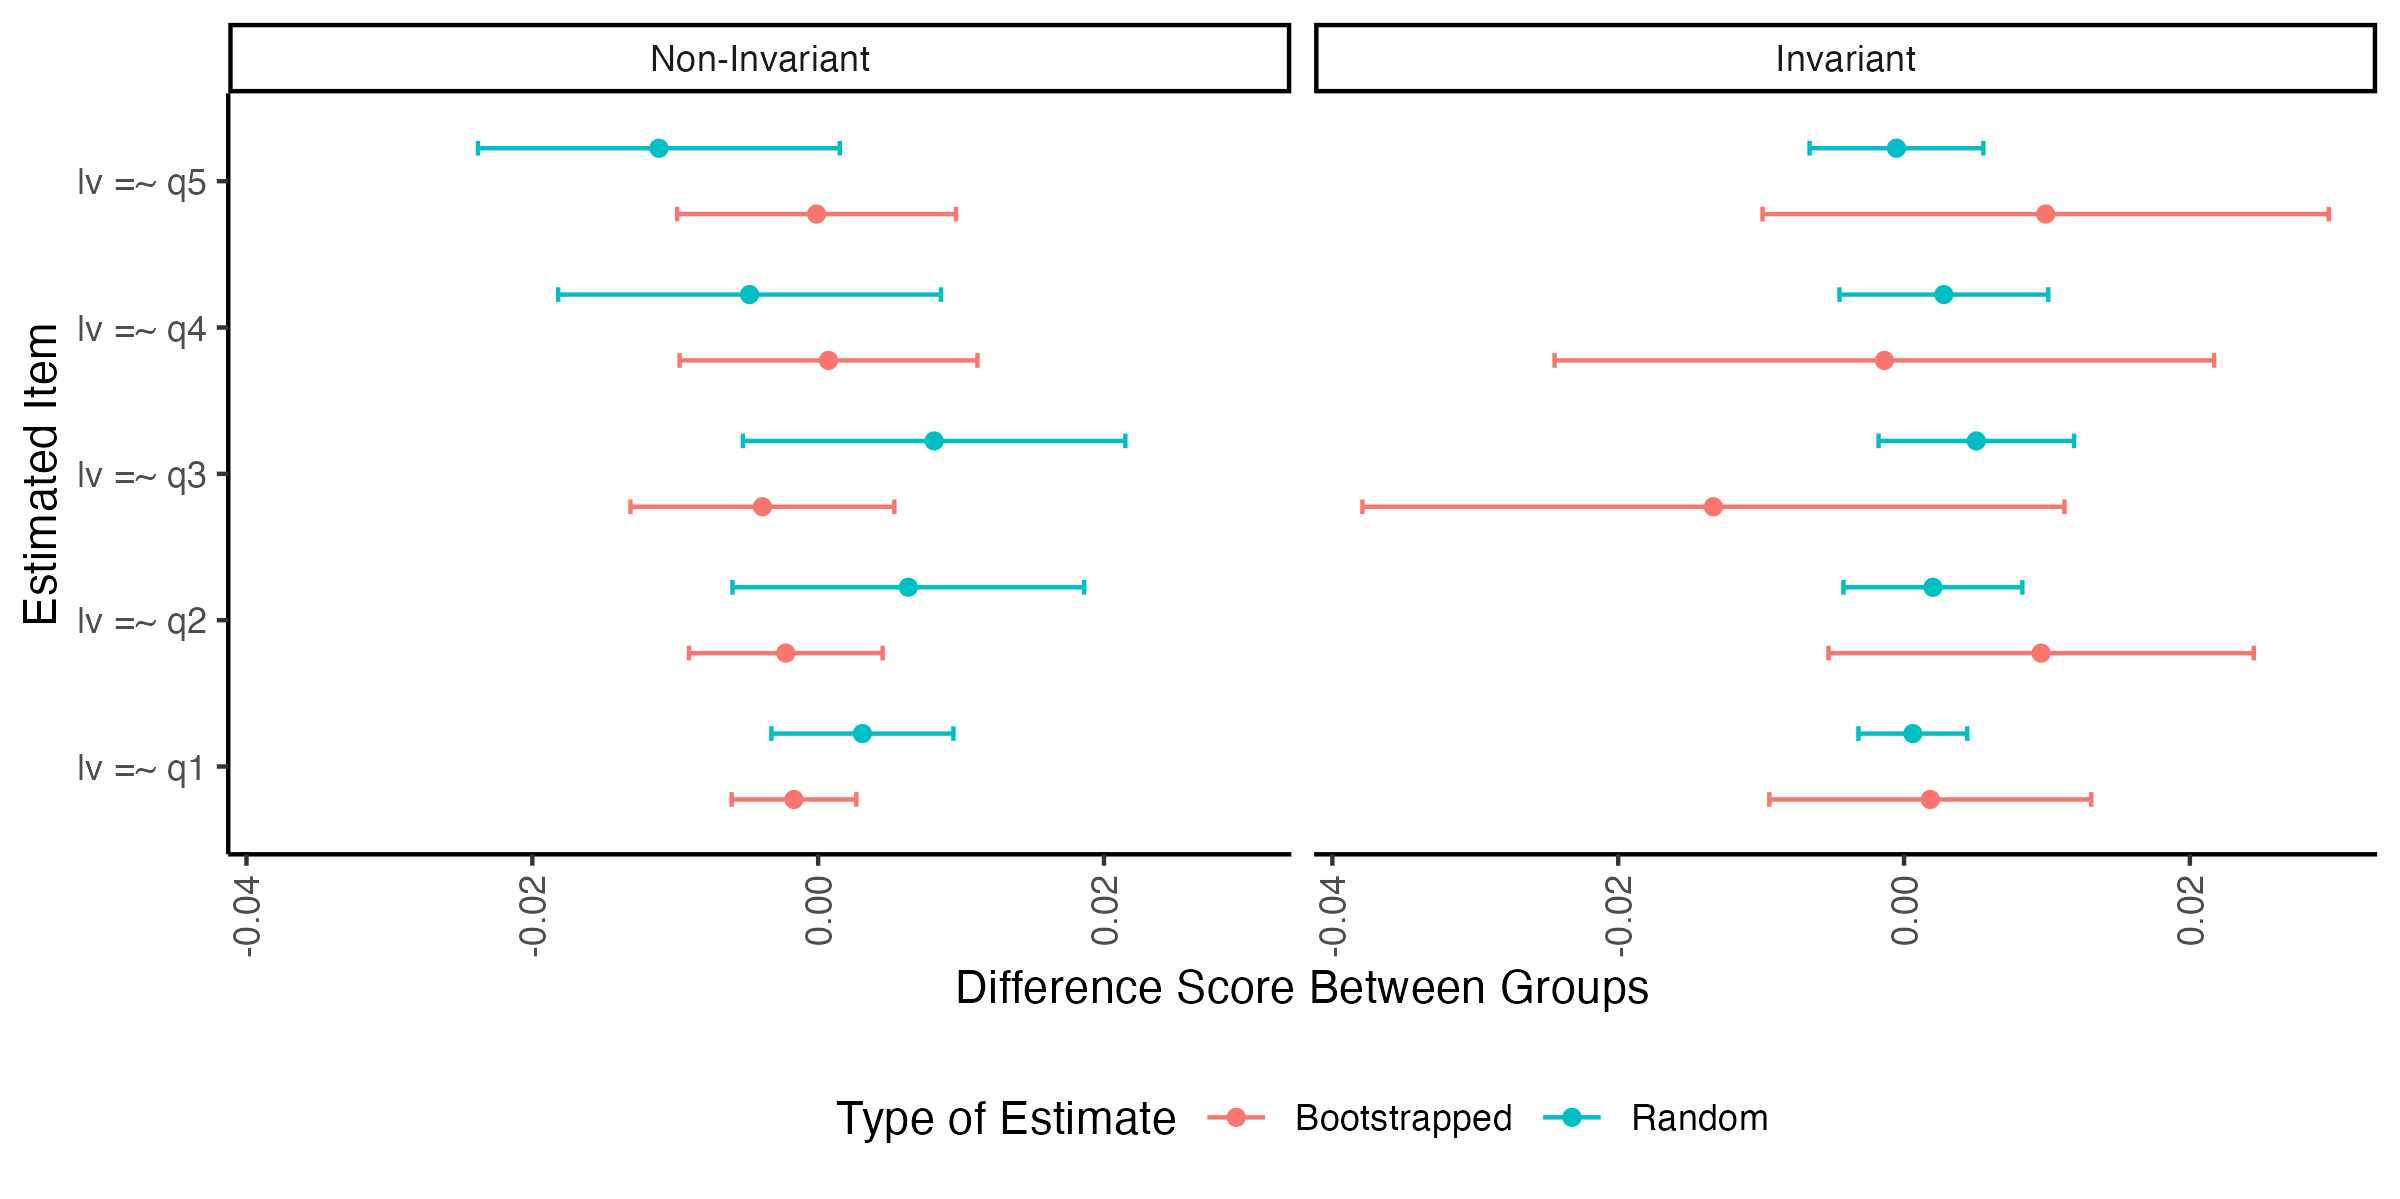 Non-Invariant
Invariant
Estimated Item
lv =~ q5
lv =~ q4
lv =~ q3
lv =~ q2
lv =~ q1
-0.04
-0.02
0.00
0.02
-0.04
-0.02
0.00
0.02
Difference Score Between Groups
Type of Estimate Bootstrapped Random